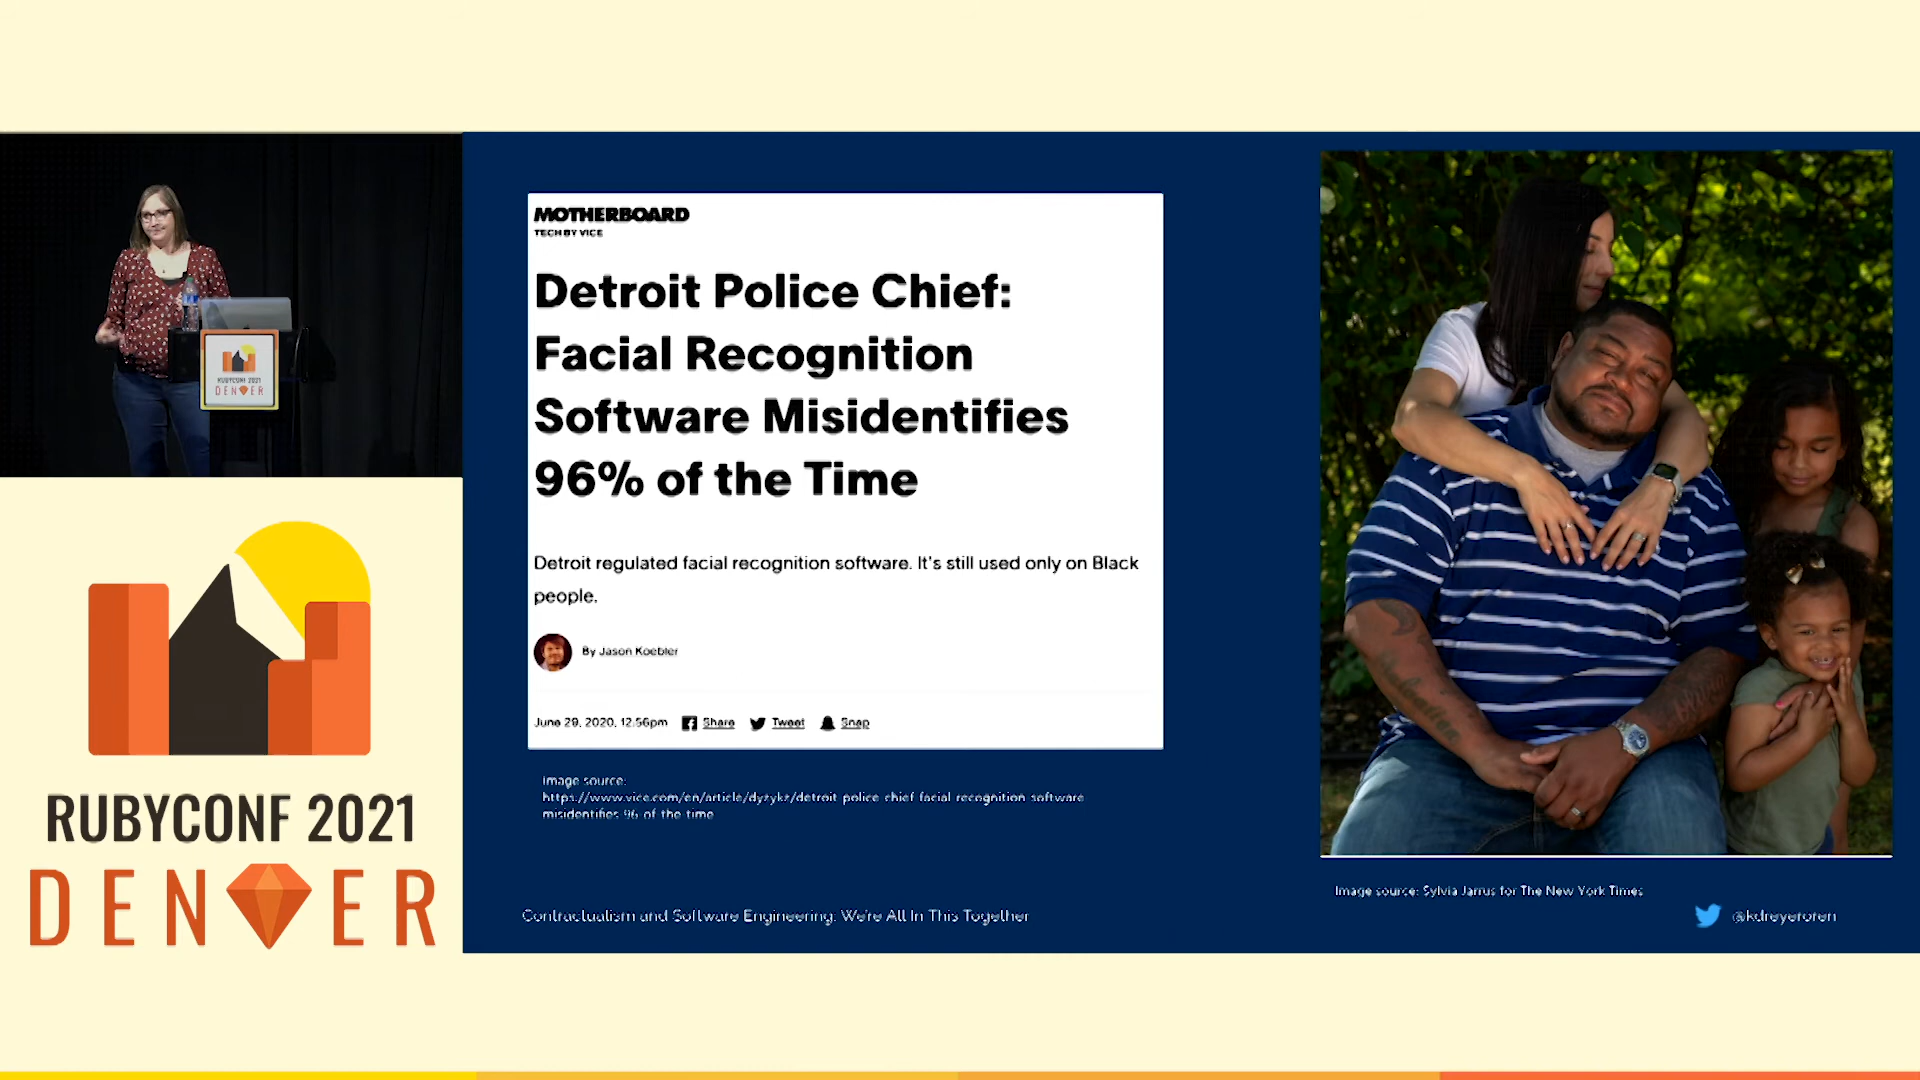 MOTHERBOARD
TECH BY VICE
Detroit Police Chief:
Facial Recognition
Software Misidentifies
96% of the Time
Detroit regulated facial recognition software. It's still used only on Black
people.
By Jason Koebler
June 29, 2020, 12:56pm Share Tweet Snap
Image source:
https://www.vice.com/en/article/dyzykz/detroit police chief facial recognition software
misidentifies 96 of the time
Image source: Sylvia Jarrus for The New York Times
Contractualism and Software Engineering: We're All In This Together
@kdreyeroren
RUBYCONF 2021
DENVER
RUBYCONF 2021
DENVER